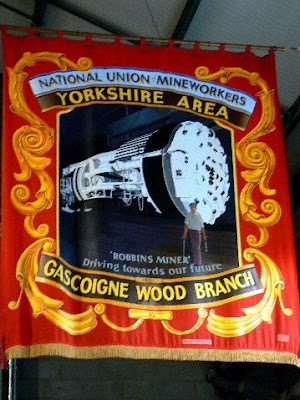 NATIONAL UNION MINEWORKERS
YORKSHIRE AREA
"ROBBINS MINER"
Driving towards our future
GASCOIGNE WOOD BRANCH